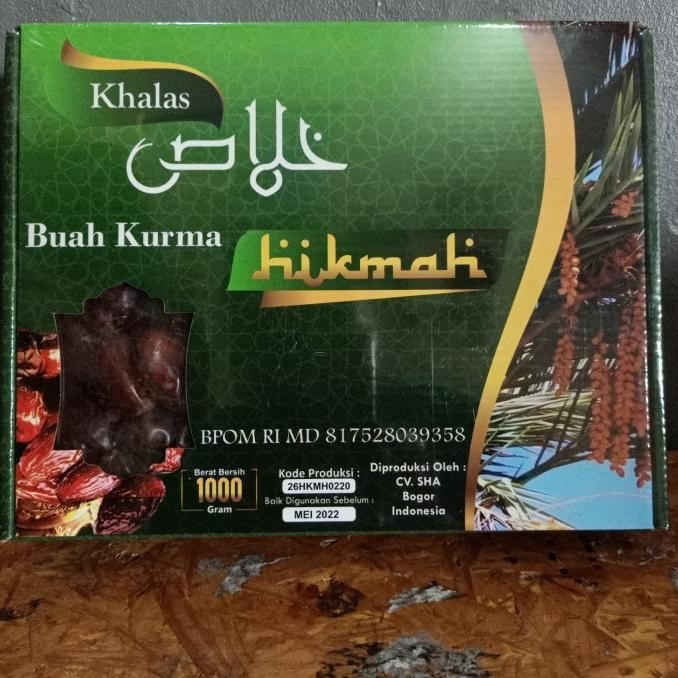 Khalas
خلاص
Buah Kurma
hikmah
BPOM RI MD 817528039358
Berat Bersih
1000
Gram
Kode Produksi :
26HKMH0220
Baik Digunakan Sebelum :
MEI 2022
Diproduksi Oleh :
CV. SHA
Bogor
Indonesia